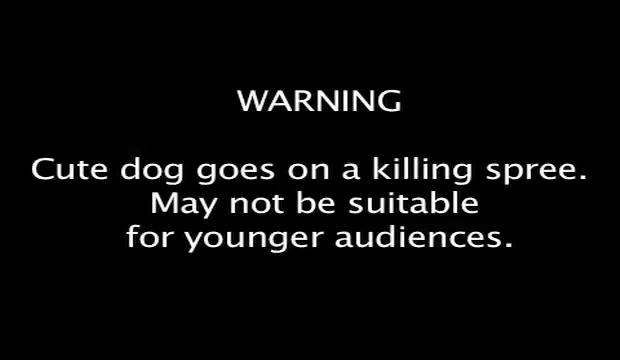 WARNING
Cute dog goes on a killing spree.
May not be suitable
for younger audiences.